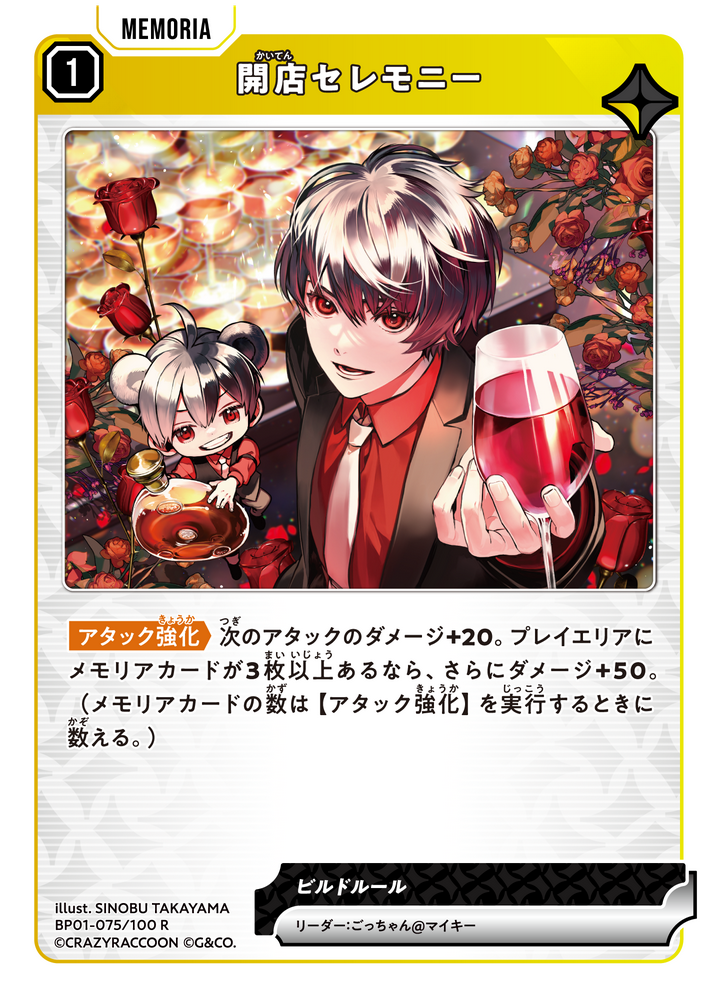 MEMORIA
1
開店セレモニー
かいてん
アタック強化 次のアタックのダメージ+20。プレイエリアに
メモリアカードが3枚以上あるなら、さらにダメージ+50。
（メモリアカードの数は【アタック強化】を実行するときに
数える。）
ビルドルール
リーダー:ごっちゃん@マイキー
illust. SINOBU TAKAYAMA
BP01-075/100 R
©CRAZYRACCOON ©G&CO.